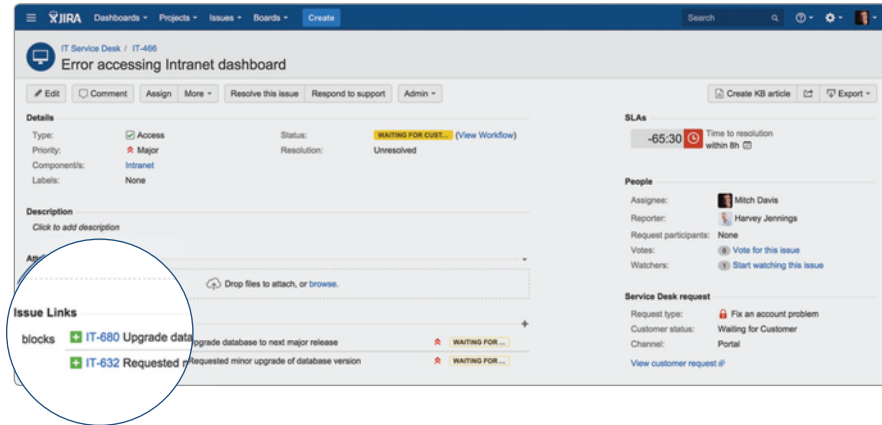 JIRA Dashboards Projects Issues Boards Create Search
IT Service Desk / IT-466
Error accessing Intranet dashboard
Edit Comment Assign More Resolve this issue Respond to support Admin Create KB article Export
Details
Type: Access Status: WAITING FOR CUST... (View Workflow)
Priority: Major Resolution: Unresolved
Component/s: Intranet
Labels: None
Description
Click to add description
Drop files to attach, or browse.
Issue Links
blocks IT-680 Upgrade data
pgrade database to next major release WAITING FOR ...
IT-632 Requested
Requested minor upgrade of database version WAITING FOR ...
SLAs
-65:30 Time to resolution
within 8h
People
Assignee: Mitch Davis
Reporter: Harvey Jennings
Request participants: None
Votes: 0 Vote for this issue
Watchers: 1 Start watching this issue
Service Desk request
Request type: Fix an account problem
Customer status: Waiting for Customer
Channel: Portal
View customer request